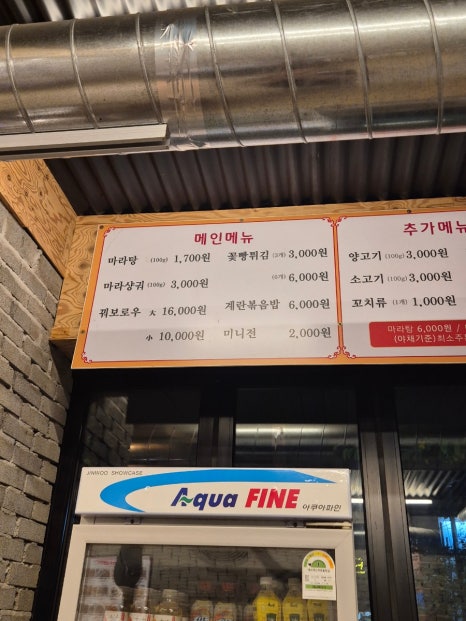 메인메뉴
마라탕 (100g) 1,700원 꽃빵튀김 (3개) 3,000원
마라샹궈 (100g) 3,000원 (6개) 6,000원
꿔보로우 大 16,000원 계란볶음밥 6,000원
小 10,000원 미니전 2,000원
추가메뉴
양고기 (100g) 3,000원
소고기 (100g) 3,000원
꼬치류 (1개) 1,000원
마라탕 6,000원 /
(야채기준)최소주
JINWOO SHOWCASE
Aqua FINE 아쿠아파인